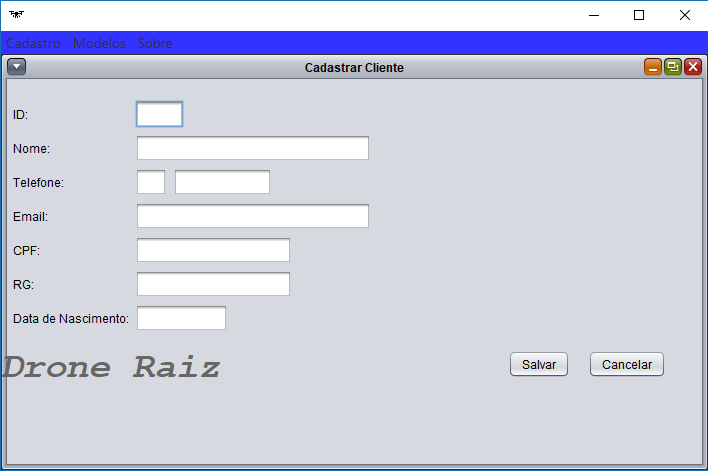 Cadastro Modelos Sobre
Cadastrar Cliente
ID:
Nome:
Telefone:
Email:
CPF:
RG:
Data de Nascimento:
Drone Raiz
Salvar Cancelar